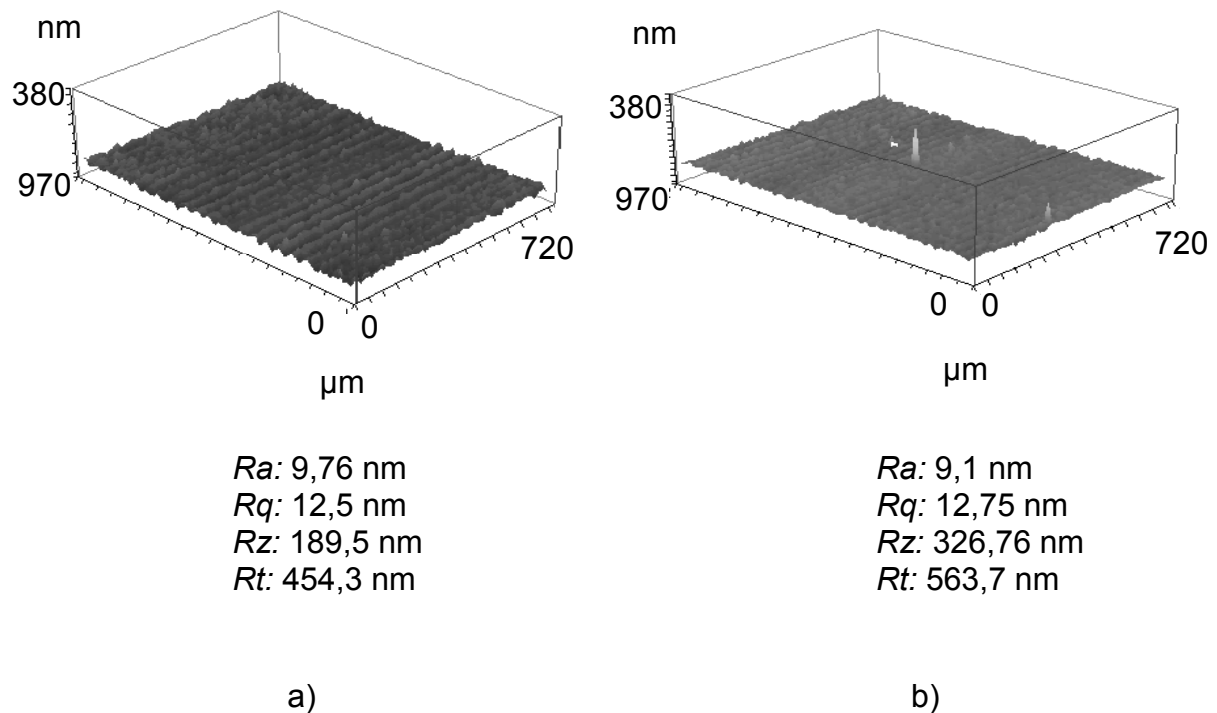 nm
380
970
720
0
0
µm
Ra: 9,76 nm
Rq: 12,5 nm
Rz: 189,5 nm
Rt: 454,3 nm
a)
nm
380
970
720
0
0
µm
Ra: 9,1 nm
Rq: 12,75 nm
Rz: 326,76 nm
Rt: 563,7 nm
b)